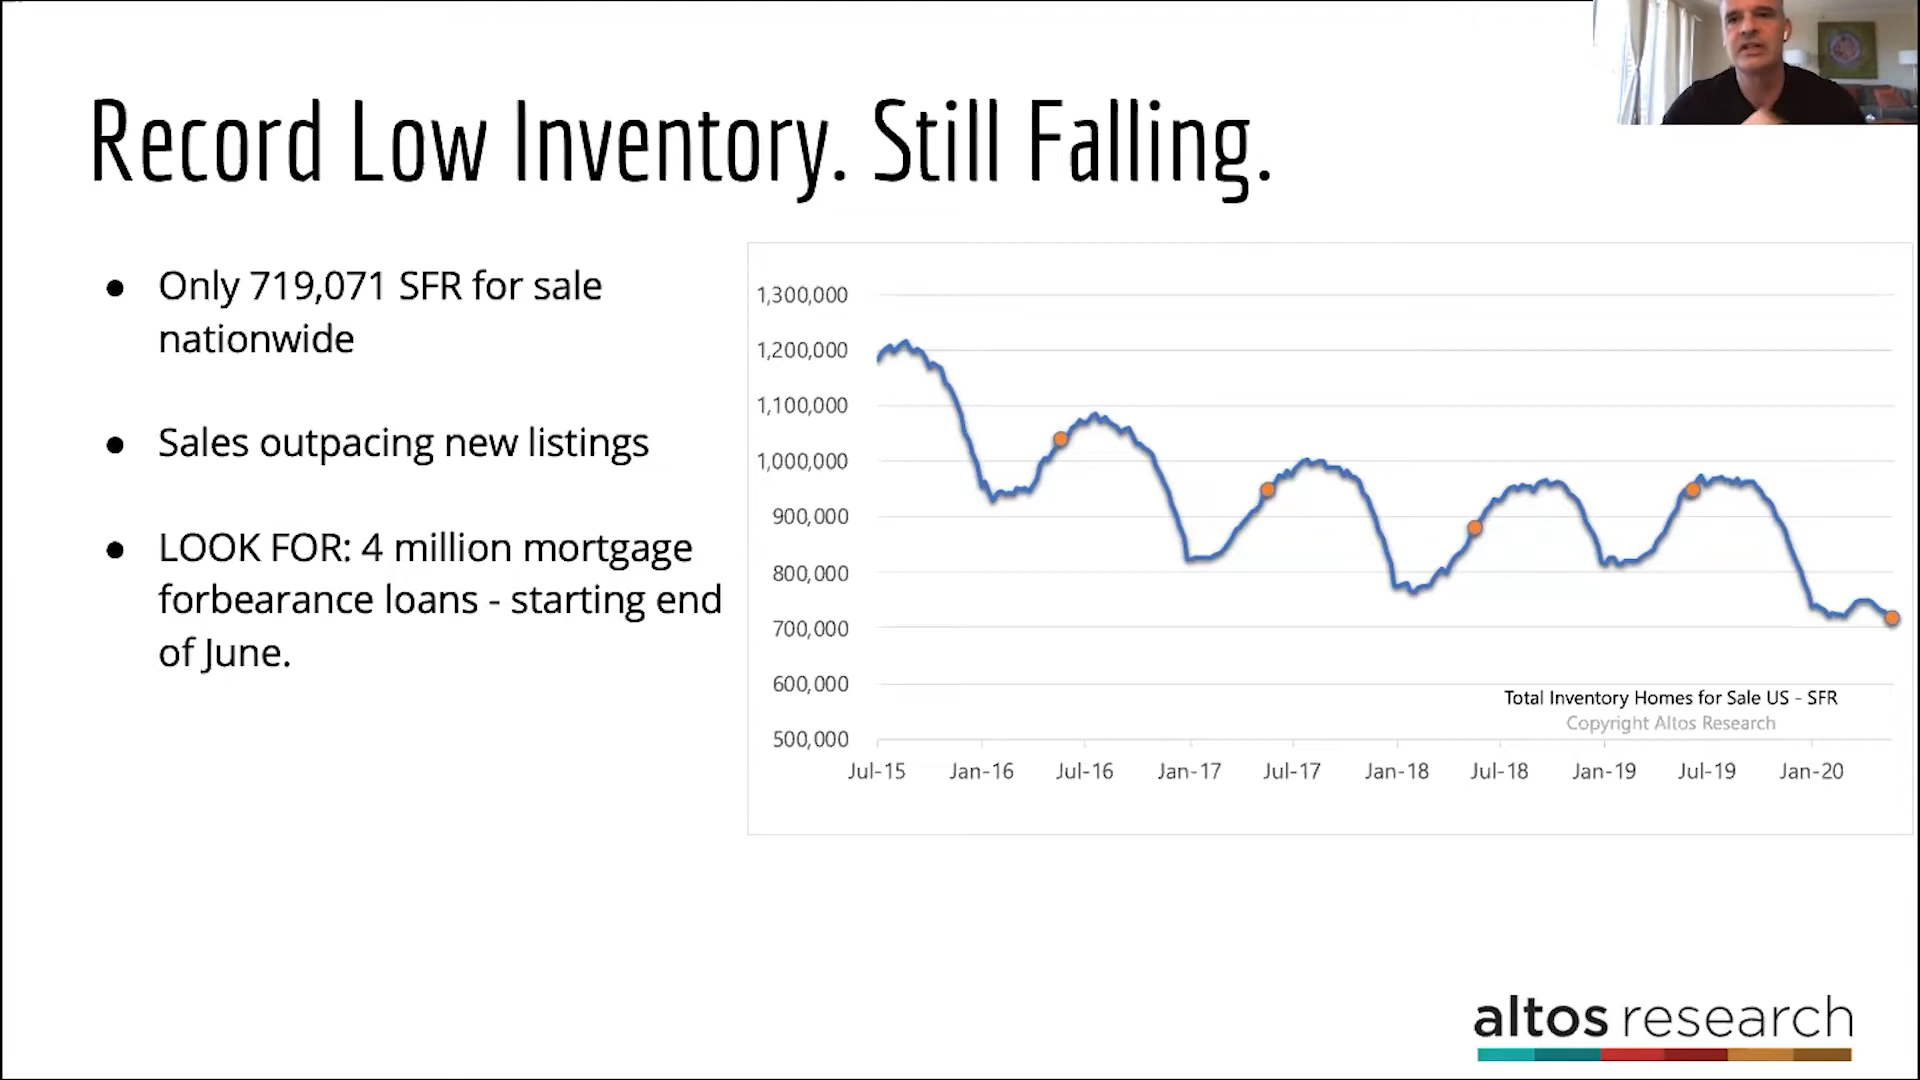 Record Low Inventory. Still Falling.
● Only 719,071 SFR for sale
nationwide
● Sales outpacing new listings
● LOOK FOR: 4 million mortgage
forbearance loans - starting end
of June.
1,300,000
1,200,000
1,100,000
1,000,000
900,000
800,000
700,000
600,000
500,000
Jul-15 Jan-16 Jul-16 Jan-17 Jul-17 Jan-18 Jul-18 Jan-19 Jul-19 Jan-20
Total Inventory Homes for Sale US - SFR
Copyright Altos Research
altos research